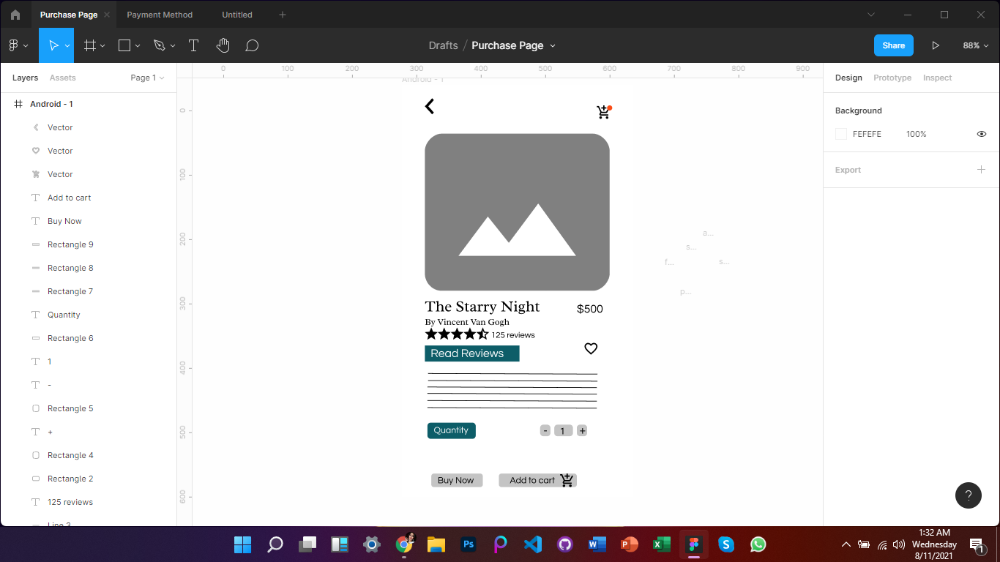 Purchase Page
Payment Method
Untitled
Drafts / Purchase Page
Share
88%
Layers
Assets
Page 1
0 100 200 300 400 500 600 700 800 900
Design
Prototype
Inspect
Android - 1
Android - 1
Vector
Vector
Vector
Add to cart
Buy Now
Rectangle 9
Rectangle 8
Rectangle 7
Quantity
Rectangle 6
1
-
Rectangle 5
+
Rectangle 4
Rectangle 2
125 reviews
Line 3
0
100
200
300
400
500
600
The Starry Night
$500
By Vincent Van Gogh
125 reviews
Read Reviews
Quantity
- 1 +
Buy Now
Add to cart
a...
s...
f...
s...
p...
Background
FEFEFE 100%
Export
?
Ps
W
P
X
S
1:32 AM
Wednesday
8/11/2021
1